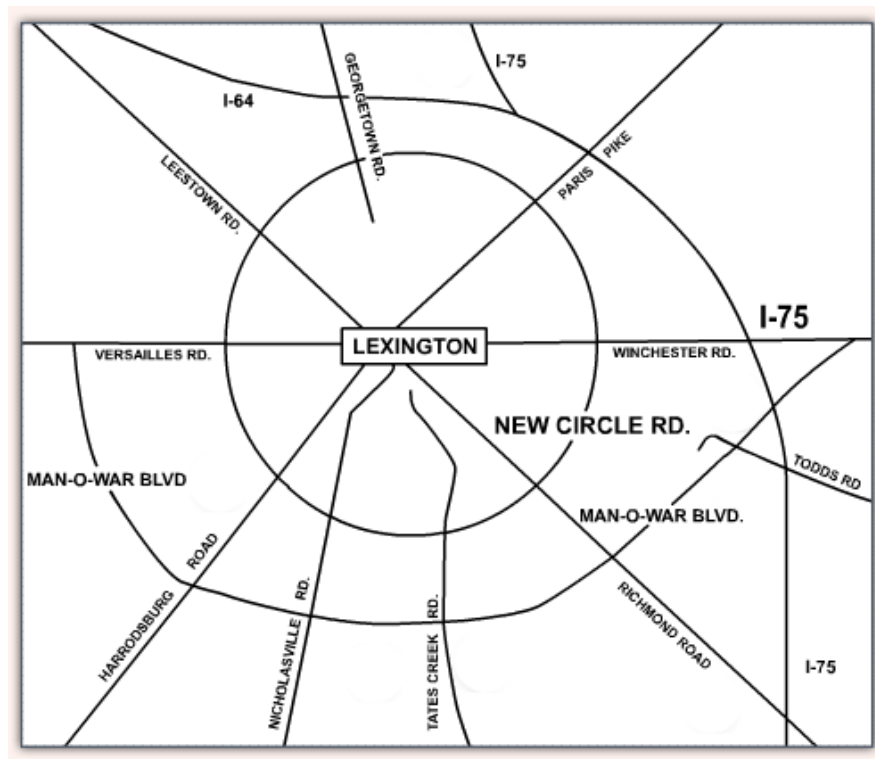 I-75
I-64
GEORGETOWN RD.
LEESTOWN RD.
PARIS PIKE
I-75
LEXINGTON
VERSAILLES RD.
WINCHESTER RD.
NEW CIRCLE RD.
TODDS RD
MAN-O-WAR BLVD
MAN-O-WAR BLVD.
HARRODSBURG ROAD
NICHOLASVILLE RD.
TATES CREEK RD.
RICHMOND ROAD
I-75